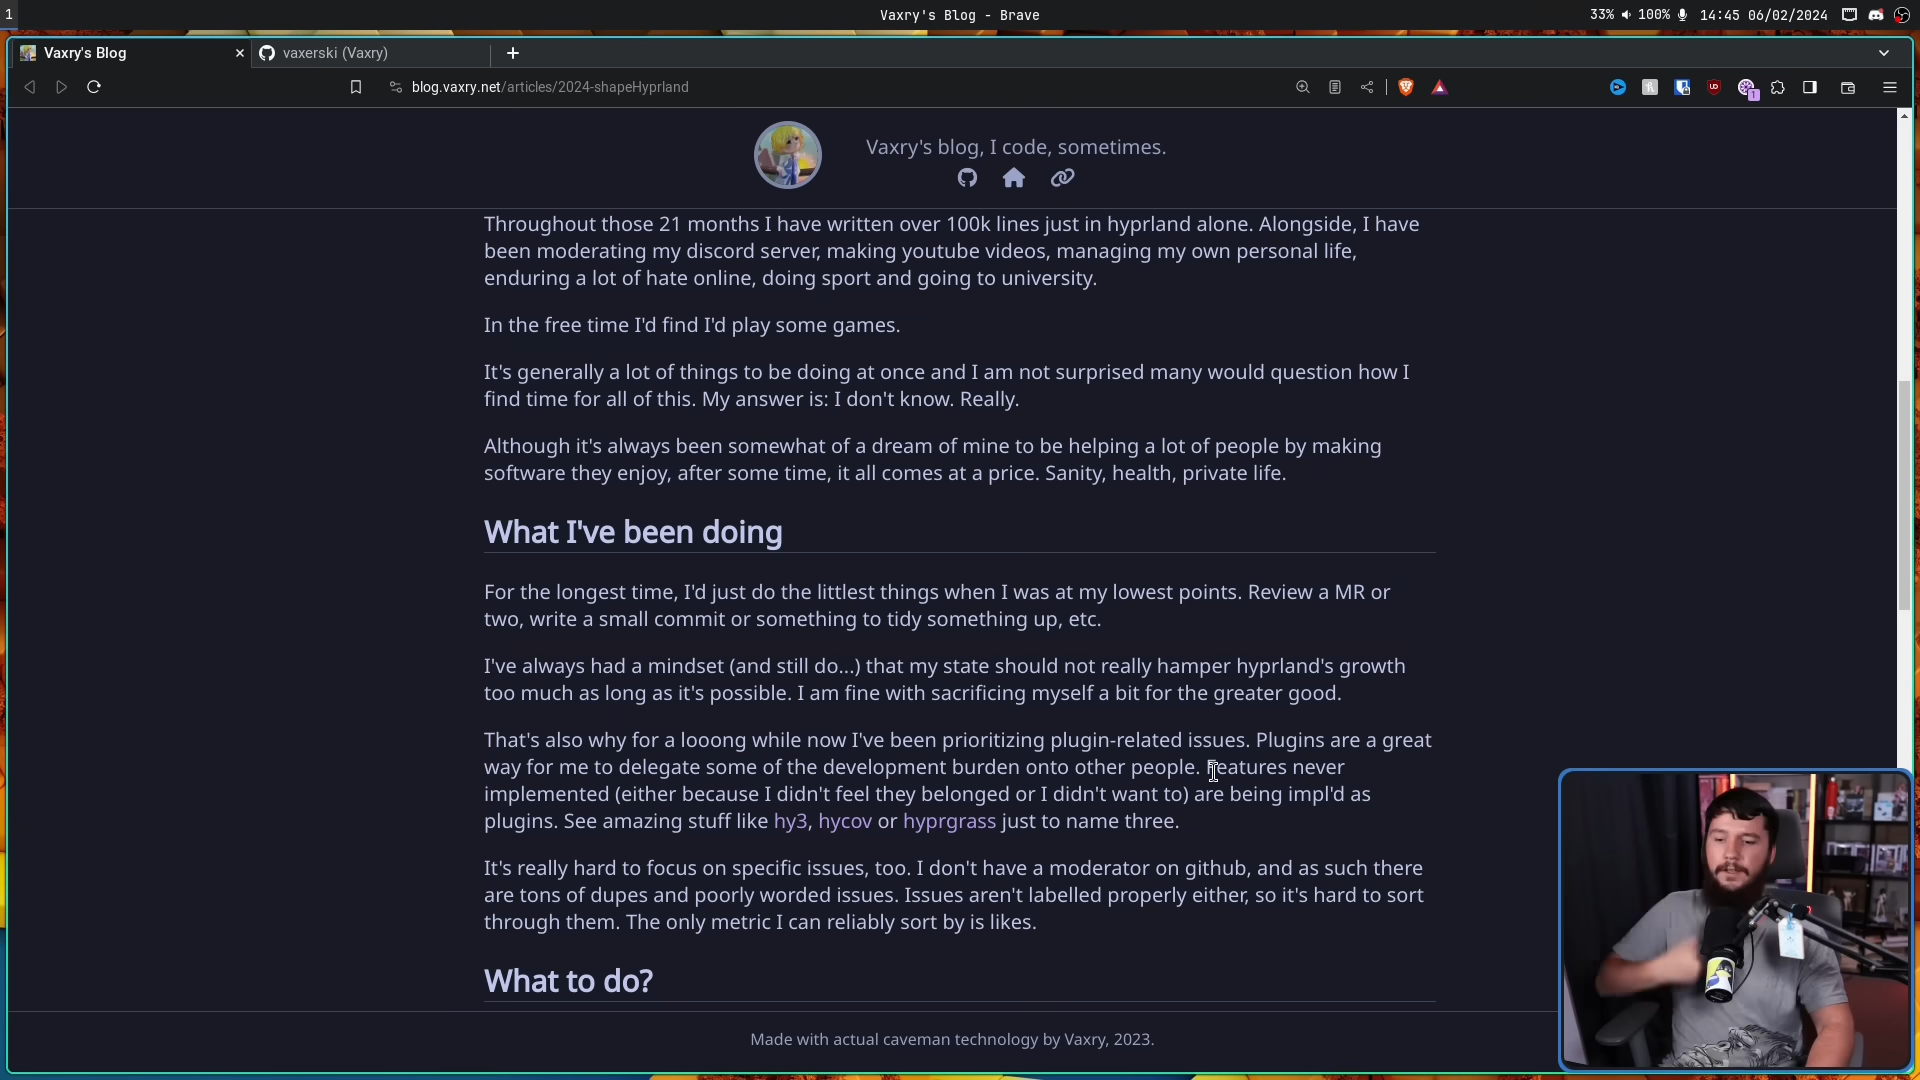 1
Vaxry's Blog - Brave
33% 100% 14:45 06/02/2024
Vaxry's Blog
vaxerski (Vaxry)
blog.vaxry.net/articles/2024-shapeHyprland
UD
1
Vaxry's blog, I code, sometimes.
Throughout those 21 months I have written over 100k lines just in hyprland alone. Alongside, I have
been moderating my discord server, making youtube videos, managing my own personal life,
enduring a lot of hate online, doing sport and going to university.
In the free time I'd find I'd play some games.
It's generally a lot of things to be doing at once and I am not surprised many would question how I
find time for all of this. My answer is: I don't know. Really.
Although it's always been somewhat of a dream of mine to be helping a lot of people by making
software they enjoy, after some time, it all comes at a price. Sanity, health, private life.
What I've been doing
For the longest time, I'd just do the littlest things when I was at my lowest points. Review a MR or
two, write a small commit or something to tidy something up, etc.
I've always had a mindset (and still do...) that my state should not really hamper hyprland's growth
too much as long as it's possible. I am fine with sacrificing myself a bit for the greater good.
That's also why for a looong while now I've been prioritizing plugin-related issues. Plugins are a great
way for me to delegate some of the development burden onto other people. Features never
implemented (either because I didn't feel they belonged or I didn't want to) are being impl'd as
plugins. See amazing stuff like hy3, hycov or hyprgrass just to name three.
It's really hard to focus on specific issues, too. I don't have a moderator on github, and as such there
are tons of dupes and poorly worded issues. Issues aren't labelled properly either, so it's hard to sort
through them. The only metric I can reliably sort by is likes.
What to do?
Made with actual caveman technology by Vaxry, 2023.